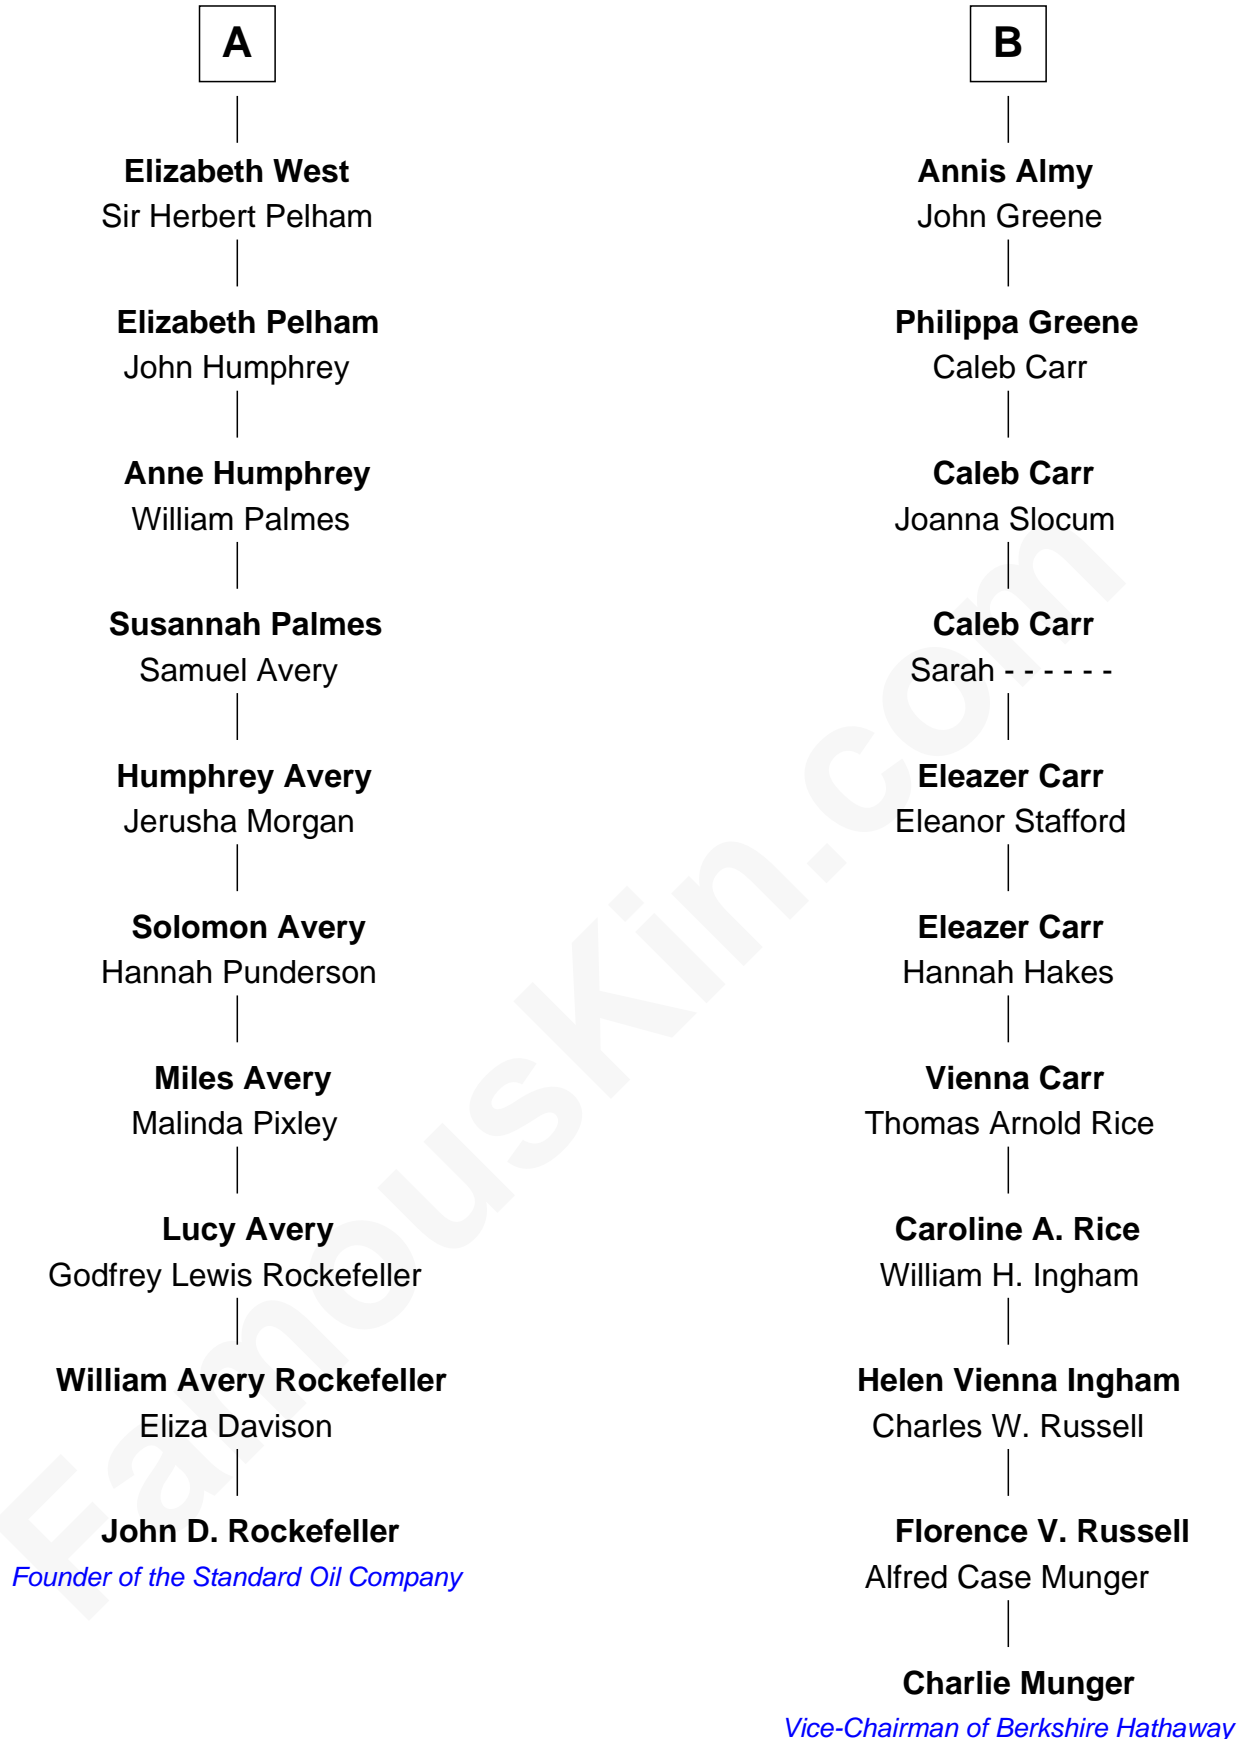 A
Elizabeth West
Sir Herbert Pelham
Elizabeth Pelham
John Humphrey
Anne Humphrey
William Palmes
Susannah Palmes
Samuel Avery
Humphrey Avery
Jerusha Morgan
Solomon Avery
Hannah Punderson
Miles Avery
Malinda Pixley
Lucy Avery
Godfrey Lewis Rockefeller
William Avery Rockefeller
Eliza Davison
John D. Rockefeller
Founder of the Standard Oil Company
B
Annis Almy
John Greene
Philippa Greene
Caleb Carr
Caleb Carr
Joanna Slocum
Caleb Carr
Sarah - - - - - -
Eleazer Carr
Eleanor Stafford
Eleazer Carr
Hannah Hakes
Vienna Carr
Thomas Arnold Rice
Caroline A. Rice
William H. Ingham
Helen Vienna Ingham
Charles W. Russell
Florence V. Russell
Alfred Case Munger
Charlie Munger
Vice-Chairman of Berkshire Hathaway
FamousKin.com